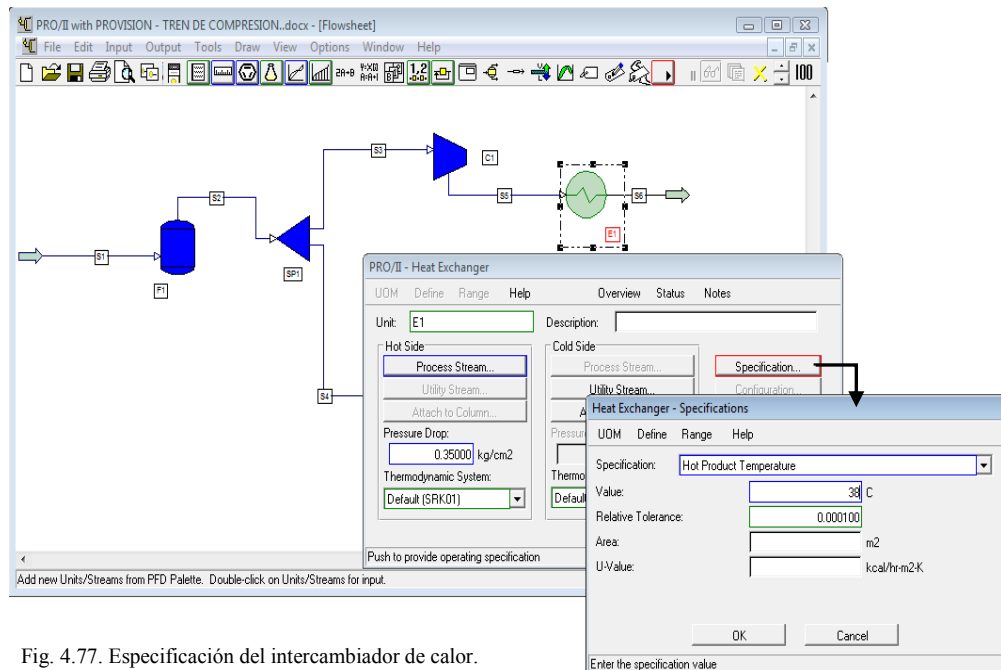 PRO/II with PROVISION - TREN DE COMPRESION..docx - [Flowsheet]
File Edit Input Output Tools Draw View Options Window Help
S3
C1
S2
S5
S6
E1
S1
SP1
F1
S4
PRO/II - Heat Exchanger
UOM Define Range Help Overview Status Notes
Unit: E1 Description:
Hot Side Cold Side
Process Stream... Process Stream... Specification...
Utility Stream... Utility Stream... Configuration...
Attach to Column... A
Pressure Drop: Pressure
0.35000 kg/cm2
Thermodynamic System: Thermo
Default (SRK01) Defaul
Push to provide operating specification
Add new Units/Streams from PFD Palette. Double-click on Units/Streams for input.
Heat Exchanger - Specifications
UOM Define Range Help
Specification: Hot Product Temperature
Value: 38 C
Relative Tolerance: 0.000100
Area: m2
U-Value: kcal/hr-m2-K
OK Cancel
Enter the specification value
Fig. 4.77. Especificación del intercambiador de calor.